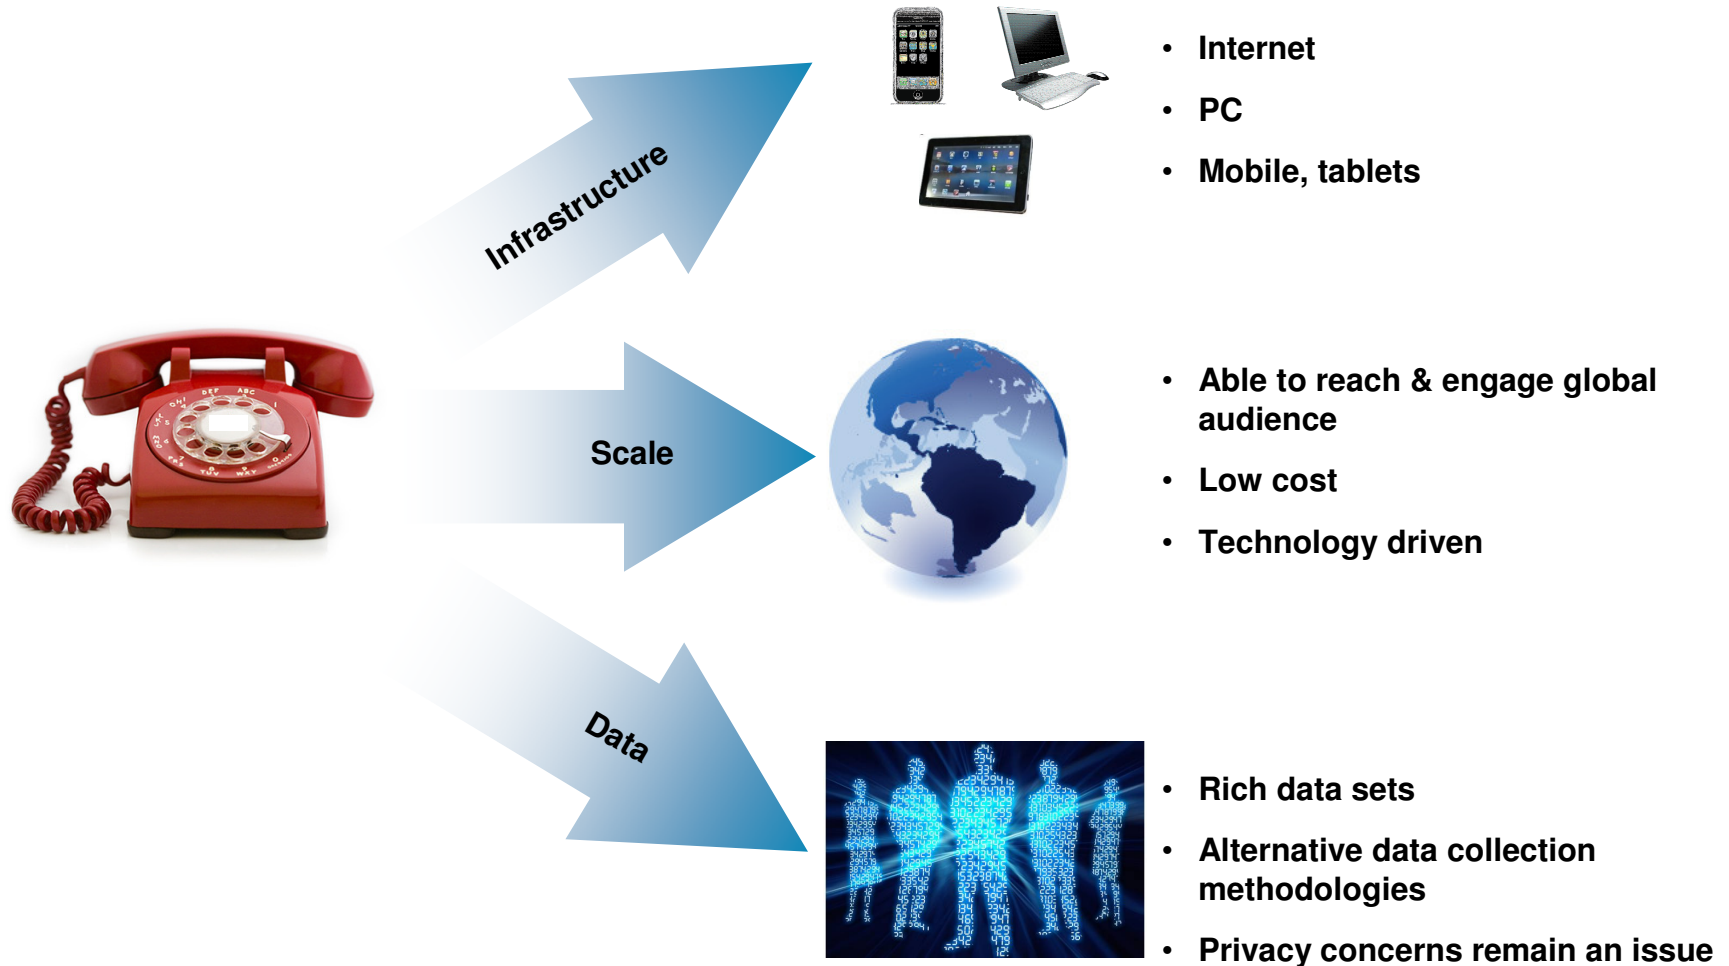 Infrastructure
• Internet
• PC
• Mobile, tablets
Scale
• Able to reach & engage global
audience
• Low cost
• Technology driven
Data
• Rich data sets
• Alternative data collection
methodologies
• Privacy concerns remain an issue